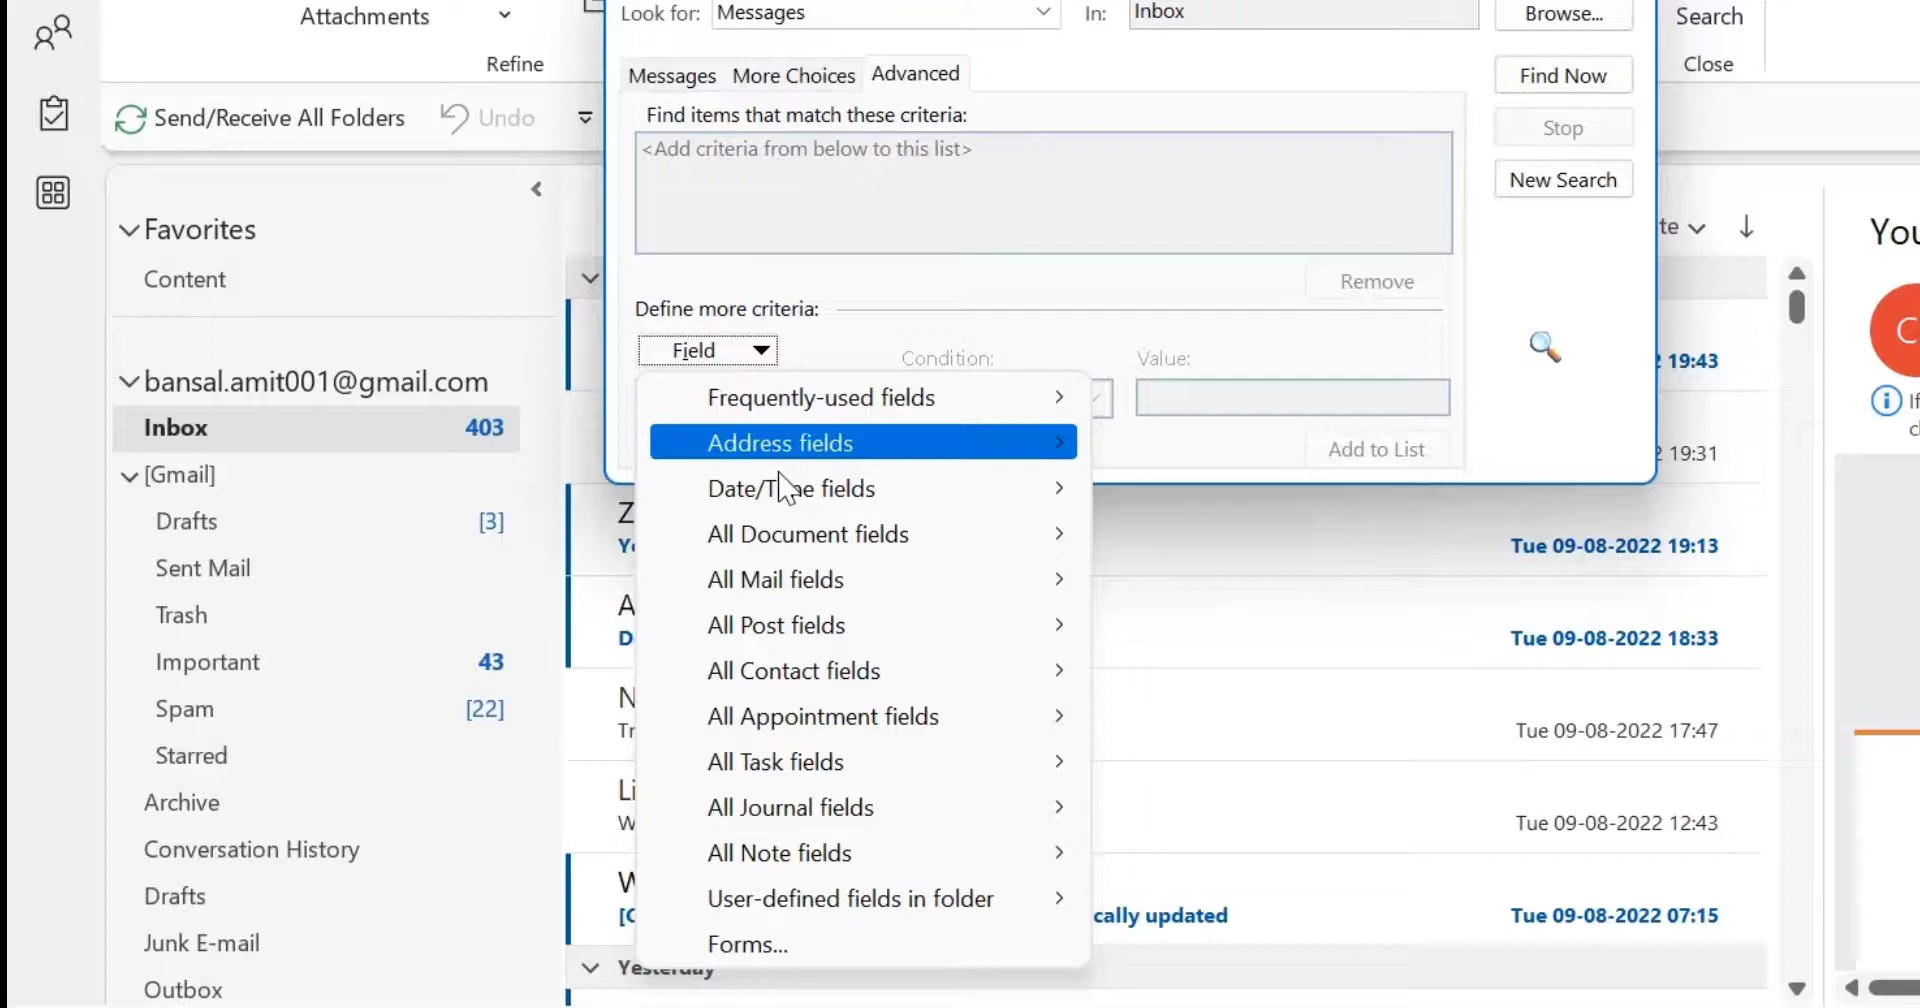 Attachments
Refine
Look for: Messages In: Inbox Browse...
Search
Close
Messages More Choices Advanced
Find Now
Find items that match these criteria:
<Add criteria from below to this list>
Stop
New Search
Remove
Define more criteria:
Field
Condition:
Value:
Add to List
Frequently-used fields
Address fields
Date/Time fields
All Document fields
All Mail fields
All Post fields
All Contact fields
All Appointment fields
All Task fields
All Journal fields
All Note fields
User-defined fields in folder
Forms...
Send/Receive All Folders Undo
Favorites
Content
bansal.amit001@gmail.com
Inbox 403
[Gmail]
Drafts [3]
Sent Mail
Trash
Important 43
Spam [22]
Starred
Archive
Conversation History
Drafts
Junk E-mail
Outbox
19:43
19:31
Tue 09-08-2022 19:13
Tue 09-08-2022 18:33
Tue 09-08-2022 17:47
Tue 09-08-2022 12:43
cally updated Tue 09-08-2022 07:15
Yesterday
You
C
If